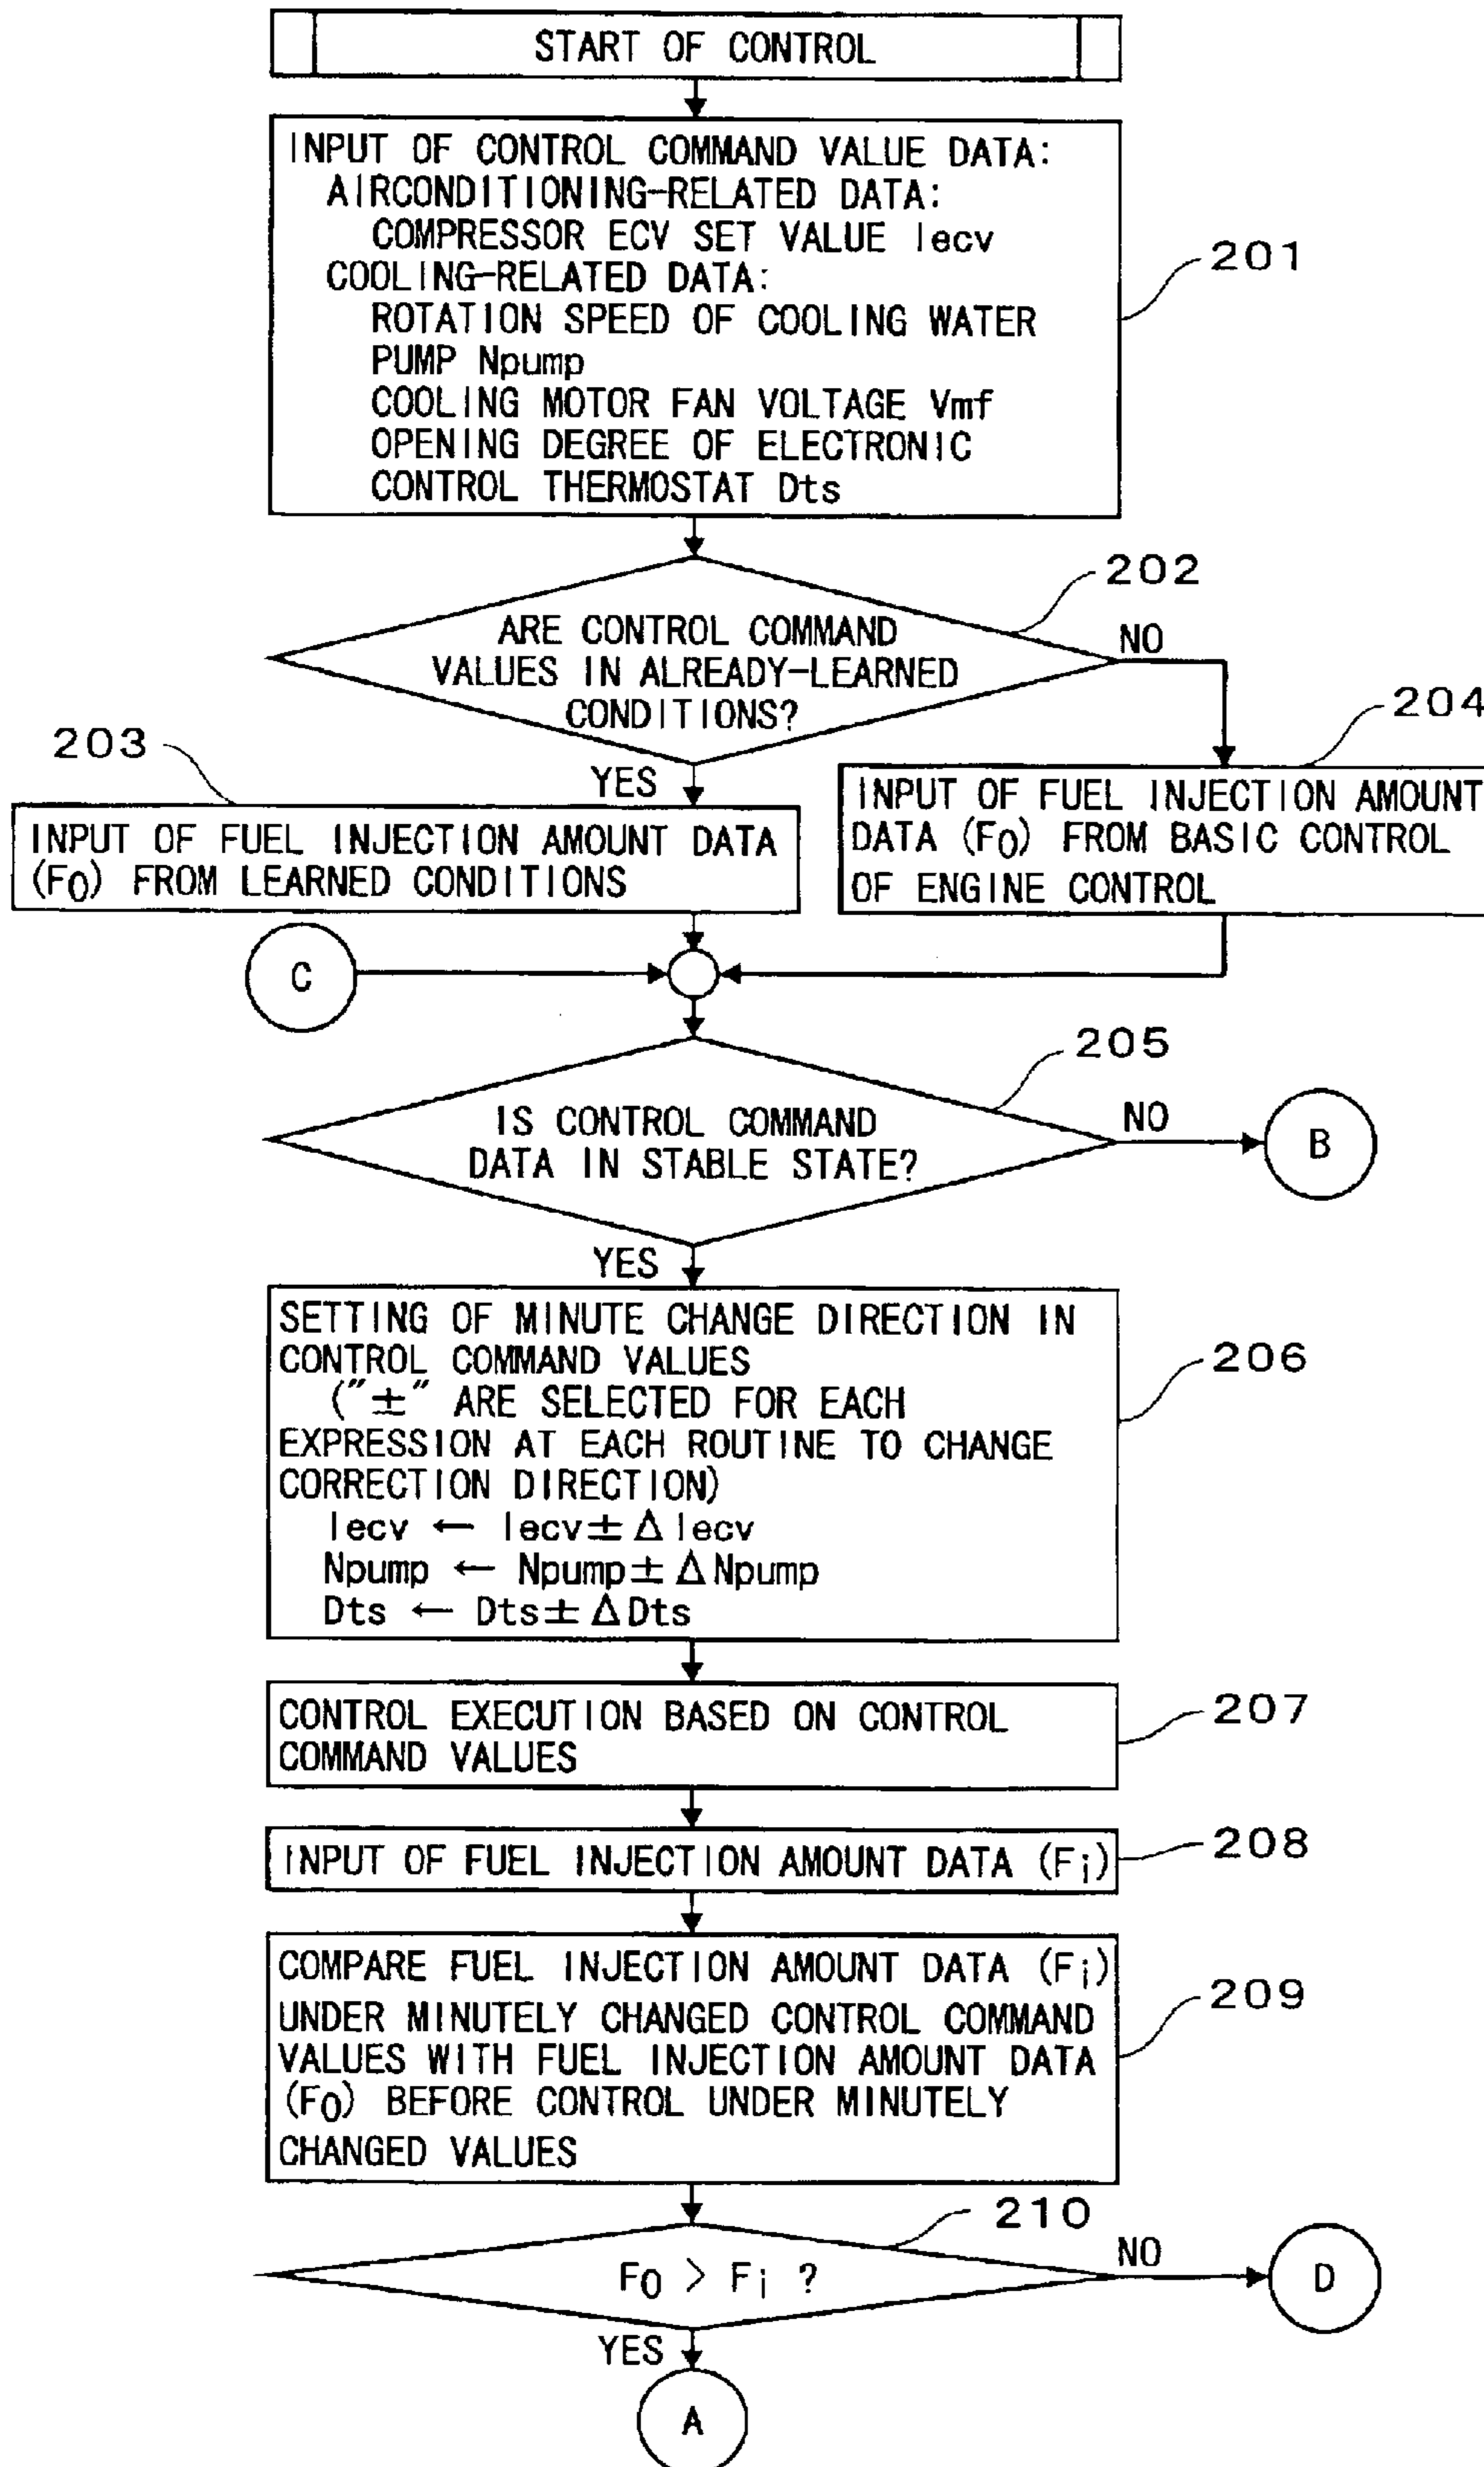 START OF CONTROL
INPUT OF CONTROL COMMAND VALUE DATA:
AIRCONDITIONING-RELATED DATA:
COMPRESSOR ECV SET VALUE Iecv
COOLING-RELATED DATA:
ROTATION SPEED OF COOLING WATER
PUMP Npump
COOLING MOTOR FAN VOLTAGE Vmf
OPENING DEGREE OF ELECTRONIC
CONTROL THERMOSTAT Dts
201
202
ARE CONTROL COMMAND
VALUES IN ALREADY-LEARNED
CONDITIONS?
NO
204
203
YES
INPUT OF FUEL INJECTION AMOUNT DATA
(F0) FROM LEARNED CONDITIONS
INPUT OF FUEL INJECTION AMOUNT
DATA (F0) FROM BASIC CONTROL
OF ENGINE CONTROL
C
205
IS CONTROL COMMAND
DATA IN STABLE STATE?
NO
B
YES
SETTING OF MINUTE CHANGE DIRECTION IN
CONTROL COMMAND VALUES
("±" ARE SELECTED FOR EACH
EXPRESSION AT EACH ROUTINE TO CHANGE
CORRECTION DIRECTION)
Iecv ← Iecv±ΔIecv
Npump ← Npump±ΔNpump
Dts ← Dts±ΔDts
206
CONTROL EXECUTION BASED ON CONTROL
COMMAND VALUES
207
INPUT OF FUEL INJECTION AMOUNT DATA (Fi)
208
COMPARE FUEL INJECTION AMOUNT DATA (Fi)
UNDER MINUTELY CHANGED CONTROL COMMAND
VALUES WITH FUEL INJECTION AMOUNT DATA
(F0) BEFORE CONTROL UNDER MINUTELY
CHANGED VALUES
209
210
F0 > Fi ?
NO
D
YES
A